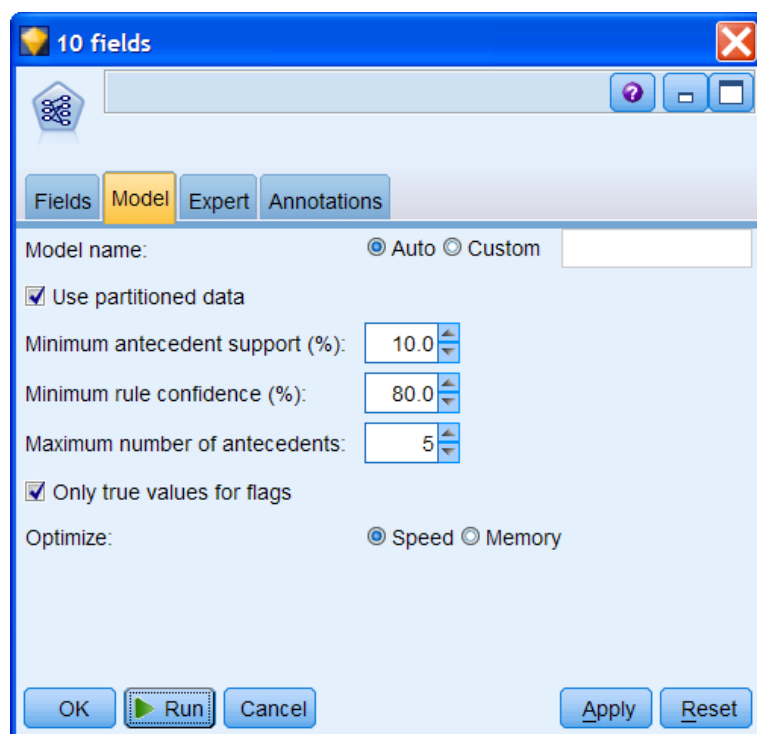 10 fields
Fields Model Expert Annotations
Model name: Auto Custom
Use partitioned data
Minimum antecedent support (%): 10.0
Minimum rule confidence (%): 80.0
Maximum number of antecedents: 5
Only true values for flags
Optimize: Speed Memory
OK Run Cancel Apply Reset